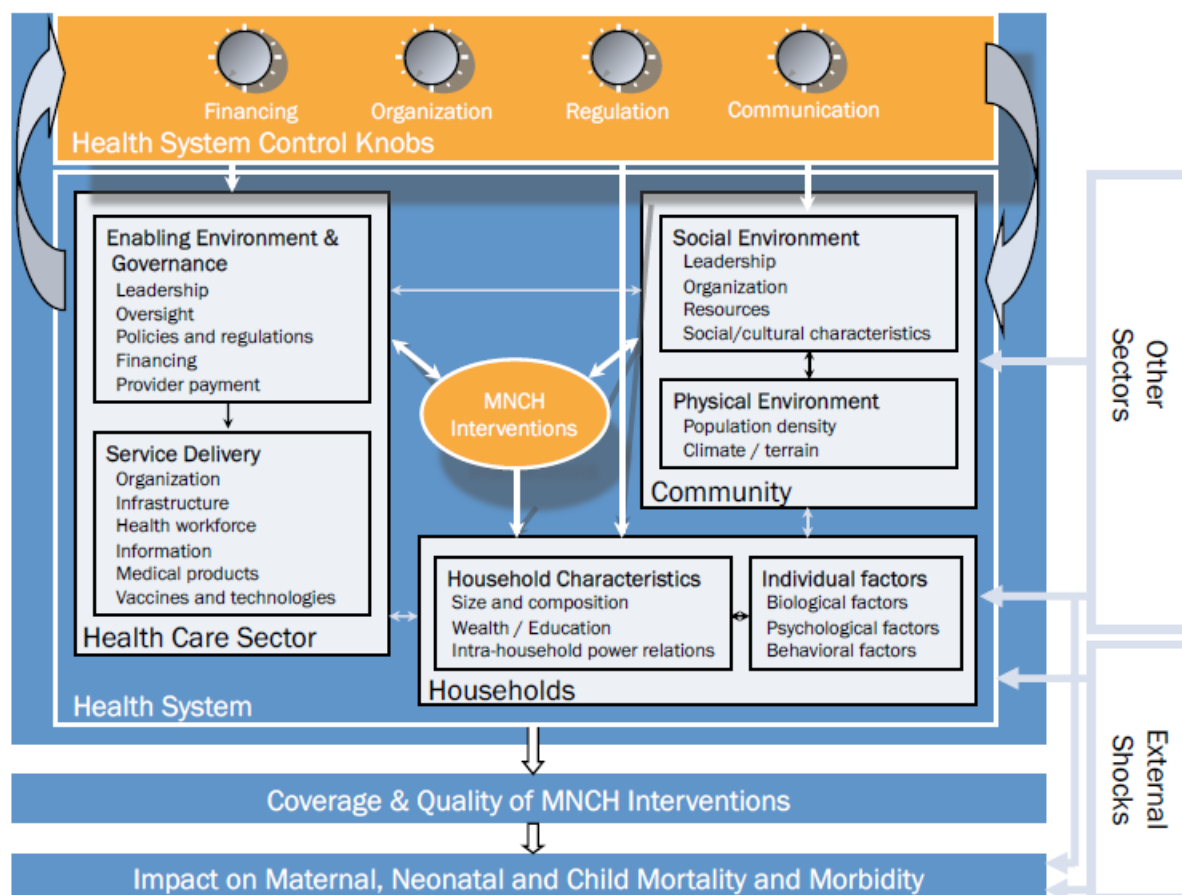 Financing
Organization
Regulation
Communication
Health System Control Knobs
Enabling Environment &
Governance
Leadership
Oversight
Policies and regulations
Financing
Provider payment
Service Delivery
Organization
Infrastructure
Health workforce
Information
Medical products
Vaccines and technologies
Health Care Sector
MNCH
Interventions
Social Environment
Leadership
Organization
Resources
Social/cultural characteristics
Physical Environment
Population density
Climate / terrain
Community
Household Characteristics
Size and composition
Wealth / Education
Intra-household power relations
Individual factors
Biological factors
Psychological factors
Behavioral factors
Households
Health System
Other
Sectors
External
Shocks
Coverage & Quality of MNCH Interventions
Impact on Maternal, Neonatal and Child Mortality and Morbidity